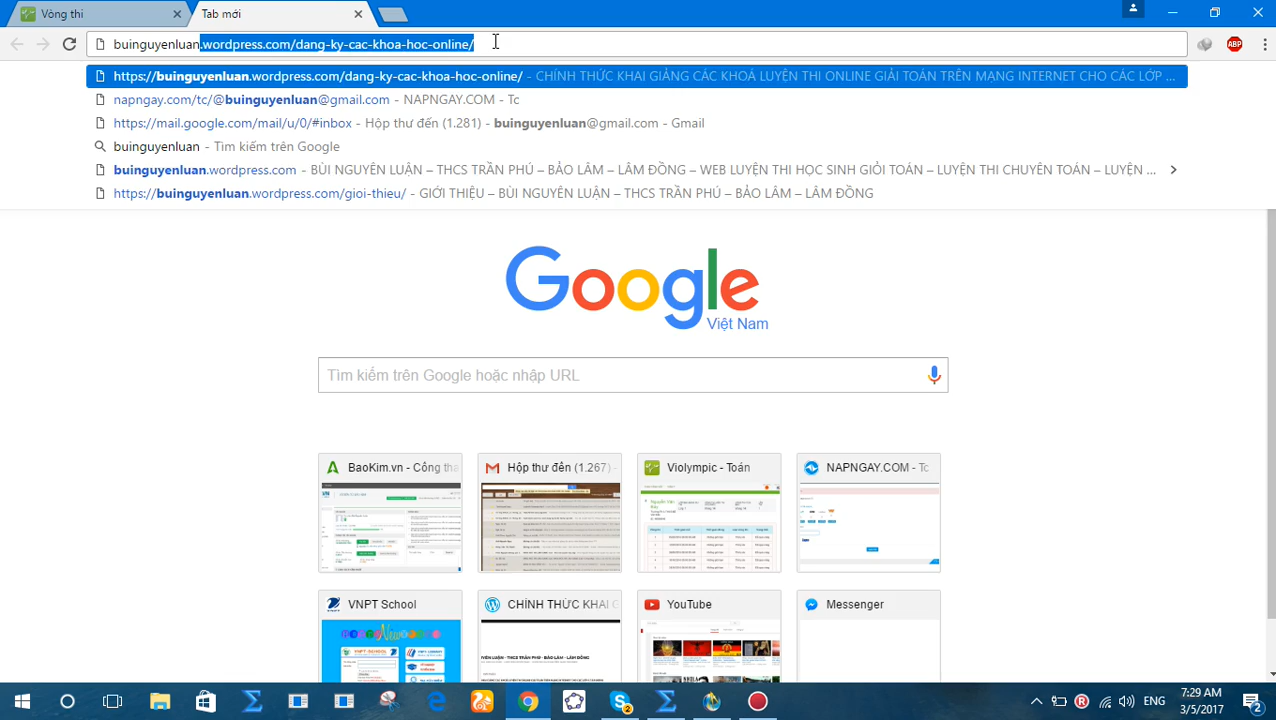 Vòng thi
Tab mới
buinguyenluan.wordpress.com/dang-ky-cac-khoa-hoc-online/
ABP
https://buinguyenluan.wordpress.com/dang-ky-cac-khoa-hoc-online/ - CHÍNH THỨC KHAI GIẢNG CÁC KHOÁ LUYỆN THI ONLINE GIẢI TOÁN TRÊN MẠNG INTERNET CHO CÁC LỚP ...
napngay.com/tc/@buinguyenluan@gmail.com - NAPNGAY.COM - Tc
https://mail.google.com/mail/u/0/#inbox - Hộp thư đến (1.281) - buinguyenluan@gmail.com - Gmail
buinguyenluan - Tìm kiếm trên Google
buinguyenluan.wordpress.com - BÙI NGUYÊN LUẬN – THCS TRẦN PHÚ – BẢO LÂM – LÂM ĐỒNG – WEB LUYỆN THI HỌC SINH GIỎI TOÁN – LUYỆN THI CHUYÊN TOÁN – LUYỆN ...
https://buinguyenluan.wordpress.com/gioi-thieu/ - GIỚI THIỆU – BÙI NGUYÊN LUẬN – THCS TRẦN PHÚ – BẢO LÂM – LÂM ĐỒNG
Google
Việt Nam
Tìm kiếm trên Google hoặc nhập URL
BaoKim.vn - Cổng tha
Hộp thư đến (1.267) -
Violympic - Toán
NAPNGAY.COM - Tc
VNPT School
CHÍNH THỨC KHAI G
YouTube
Messenger
ENG
7:29 AM
3/5/2017
2